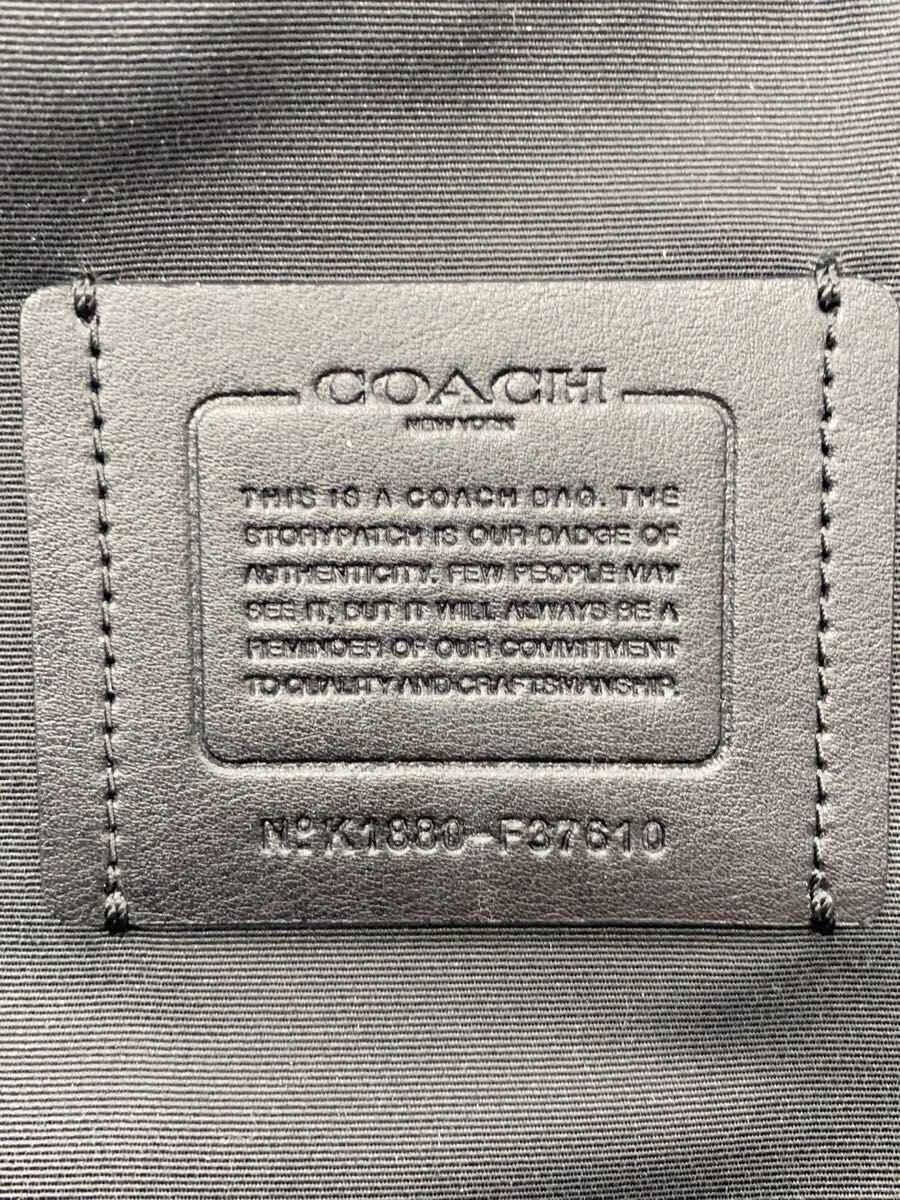 COACH
NEW YORK
THIS IS A COACH BAG. THE
STORYPATCH IS OUR BADGE OF
AUTHENTICITY. FEW PEOPLE MAY
SEE IT, BUT IT WILL ALWAYS BE A
REMINDER OF OUR COMMITMENT
TO QUALITY AND CRAFTSMANSHIP.
Nº K1880-F37610